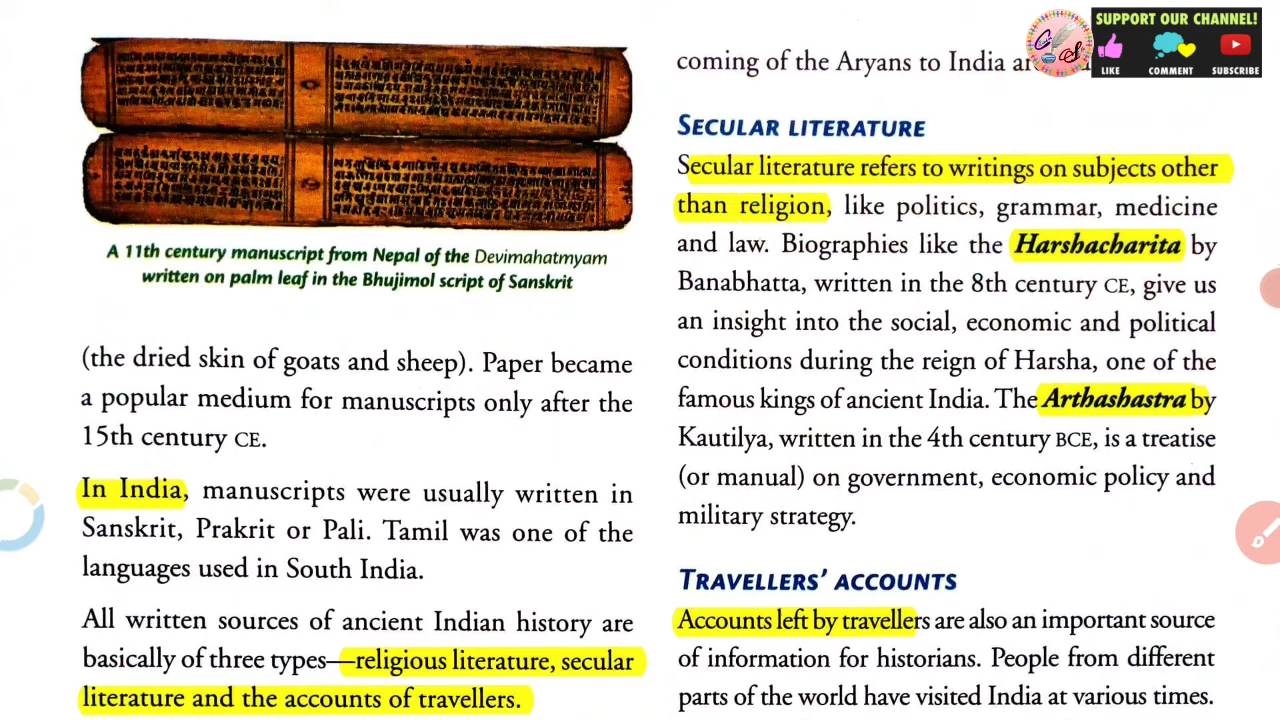 A 11th century manuscript from Nepal of the Devimahatmyam
written on palm leaf in the Bhujimol script of Sanskrit
(the dried skin of goats and sheep). Paper became
a popular medium for manuscripts only after the
15th century CE.
In India, manuscripts were usually written in
Sanskrit, Prakrit or Pali. Tamil was one of the
languages used in South India.
All written sources of ancient Indian history are
basically of three types—religious literature, secular
literature and the accounts of travellers.
coming of the Aryans to India
SECULAR LITERATURE
Secular literature refers to writings on subjects other
than religion, like politics, grammar, medicine
and law. Biographies like the Harshacharita by
Banabhatta, written in the 8th century CE, give us
an insight into the social, economic and political
conditions during the reign of Harsha, one of the
famous kings of ancient India. The Arthashastra by
Kautilya, written in the 4th century BCE, is a treatise
(or manual) on government, economic policy and
military strategy.
TRAVELLERS' ACCOUNTS
Accounts left by travellers are also an important source
of information for historians. People from different
parts of the world have visited India at various times.
SUPPORT OUR CHANNEL!
LIKE COMMENT SUBSCRIBE